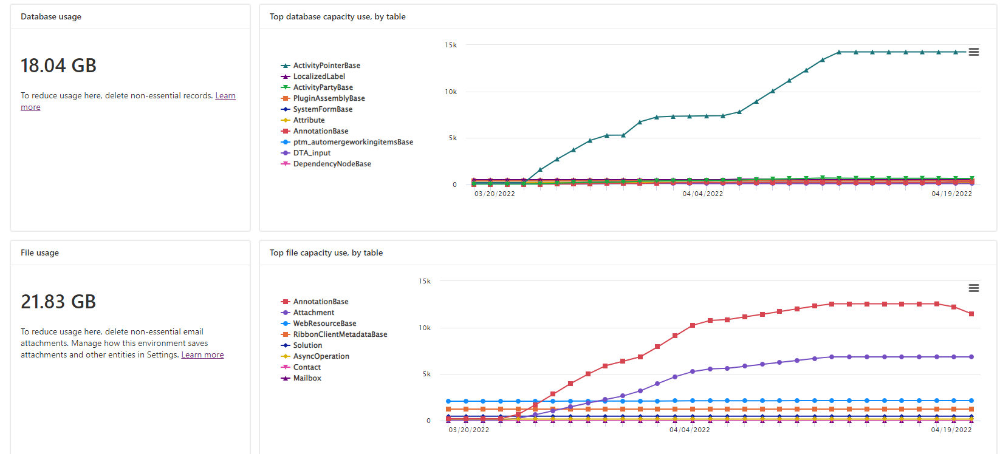 Database usage
18.04 GB
To reduce usage here, delete non-essential records. Learn
more
Top database capacity use, by table
ActivityPointerBase
LocalizedLabel
ActivityPartyBase
PluginAssemblyBase
SystemFormBase
Attribute
AnnotationBase
ptm_automergeworkingitemsBase
DTA_input
DependencyNodeBase
15k
10k
5k
0
03/20/2022
04/04/2022
04/19/2022
File usage
21.83 GB
To reduce usage here, delete non-essential email
attachments. Manage how this environment saves
attachments and other entities in Settings. Learn more
Top file capacity use, by table
AnnotationBase
Attachment
WebResourceBase
RibbonClientMetadataBase
Solution
AsyncOperation
Contact
Mailbox
15k
10k
5k
0
03/20/2022
04/04/2022
04/19/2022